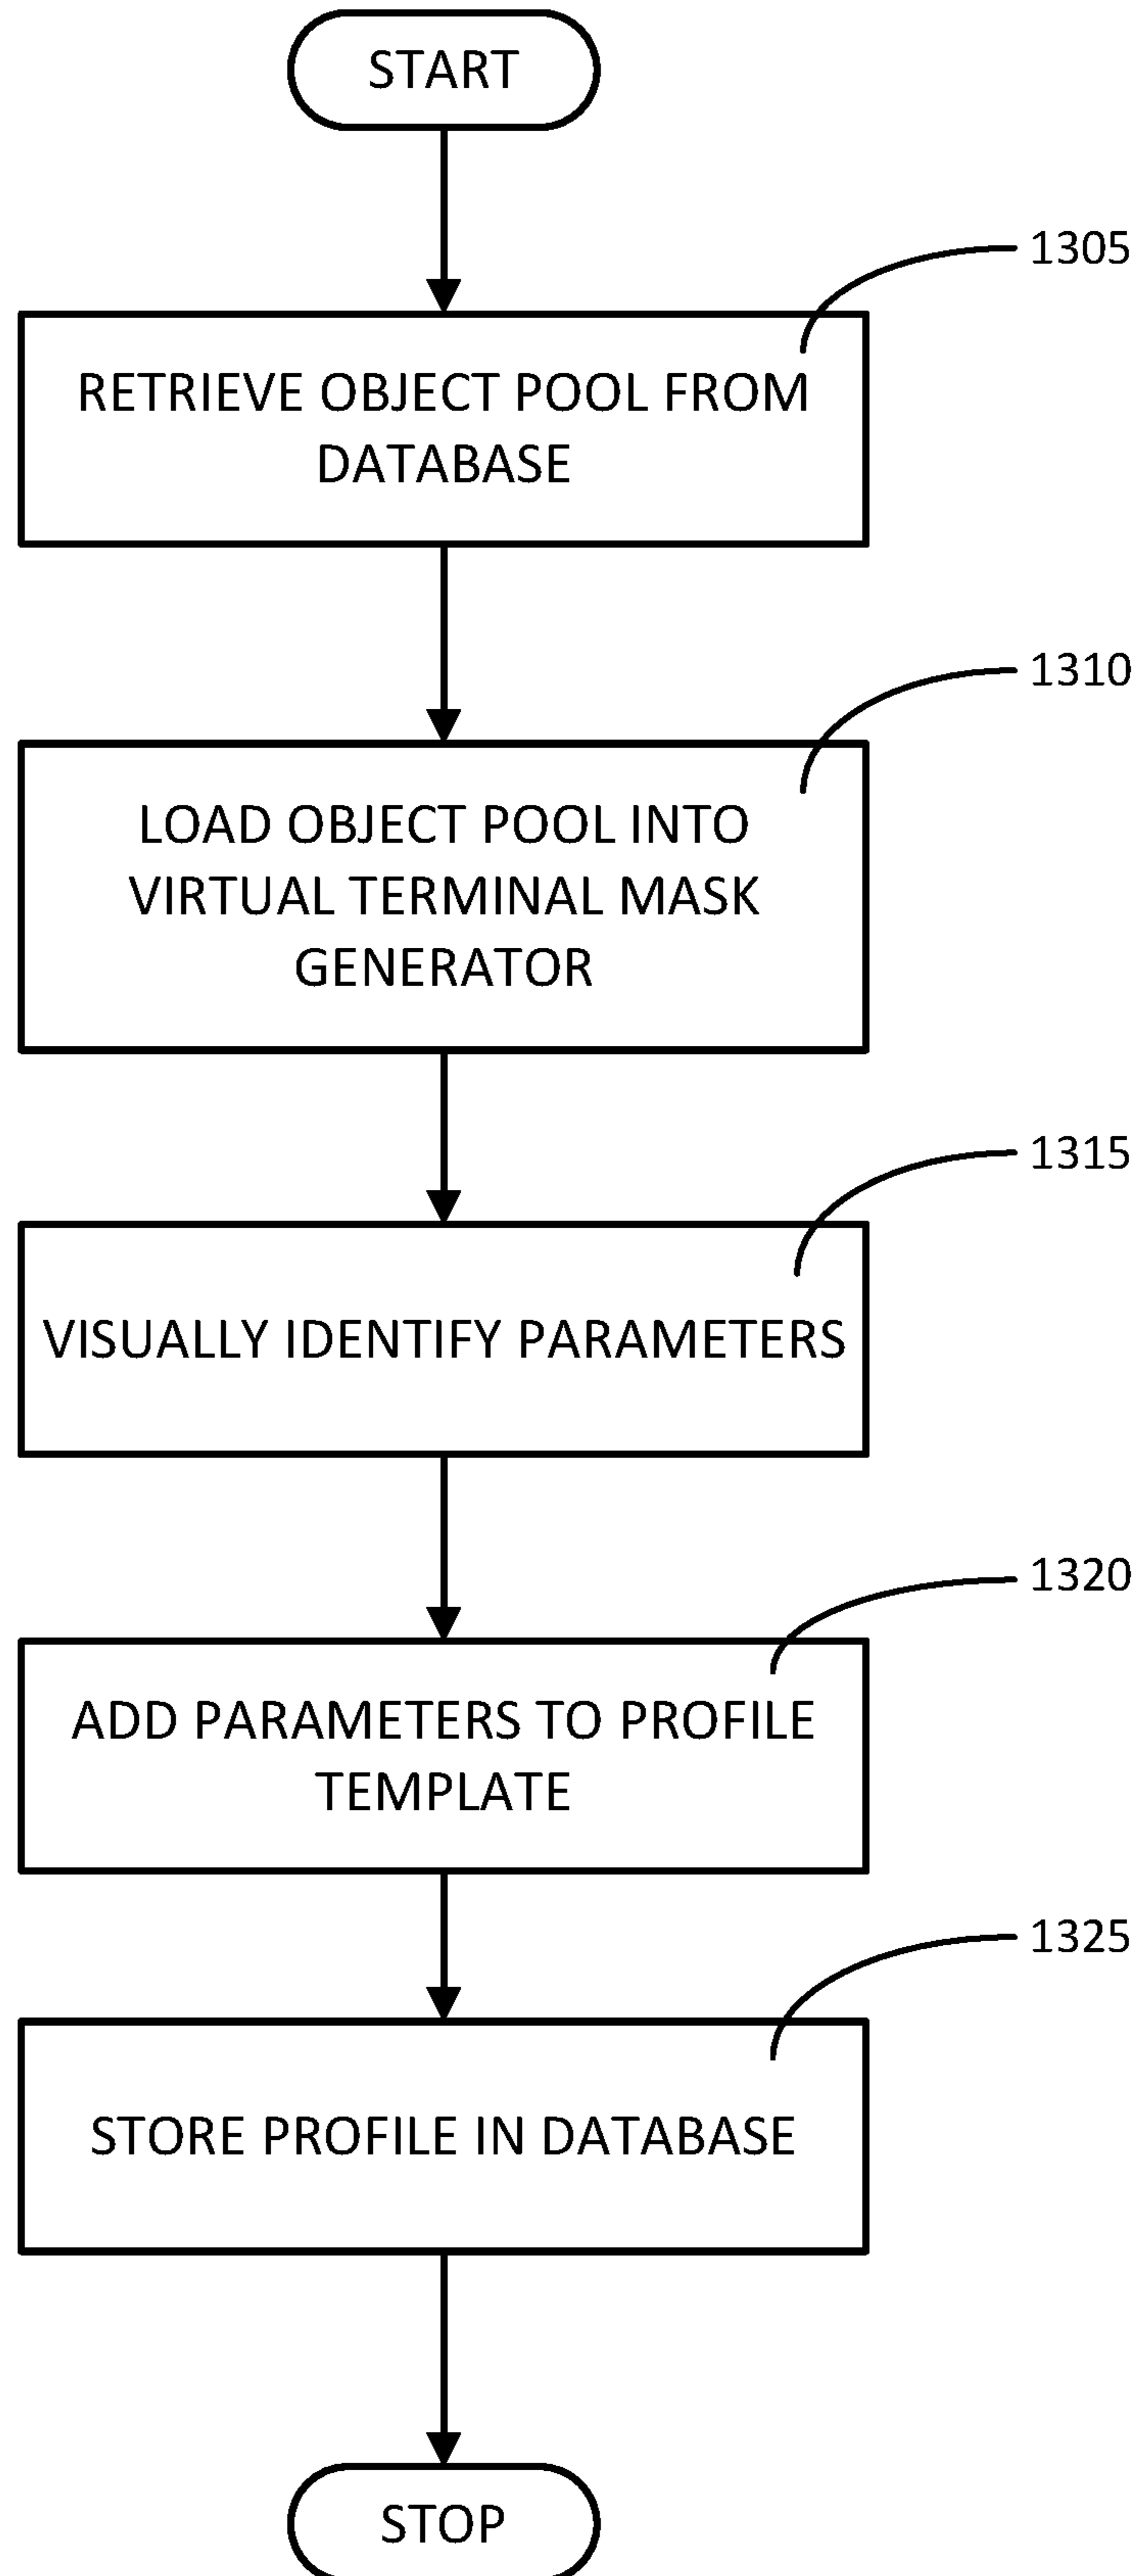 START
1305
RETRIEVE OBJECT POOL FROM
DATABASE
1310
LOAD OBJECT POOL INTO
VIRTUAL TERMINAL MASK
GENERATOR
1315
VISUALLY IDENTIFY PARAMETERS
1320
ADD PARAMETERS TO PROFILE
TEMPLATE
1325
STORE PROFILE IN DATABASE
STOP